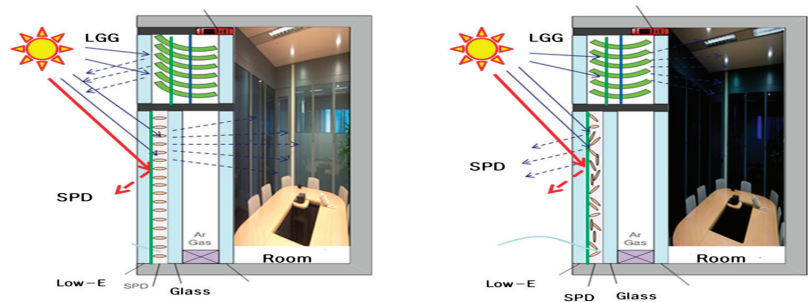 LGG
SPD
Ar
Gas
Room
Low-E
SPD
Glass
LGG
SPD
Ar
Gas
Room
Low-E
SPD
Glass